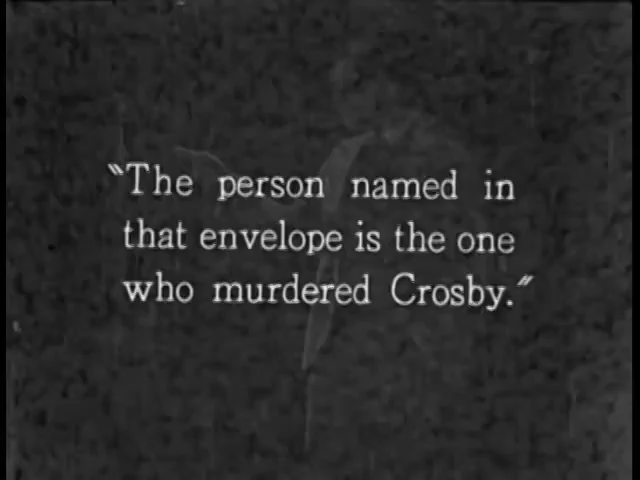 "The person named in
that envelope is the one
who murdered Crosby."